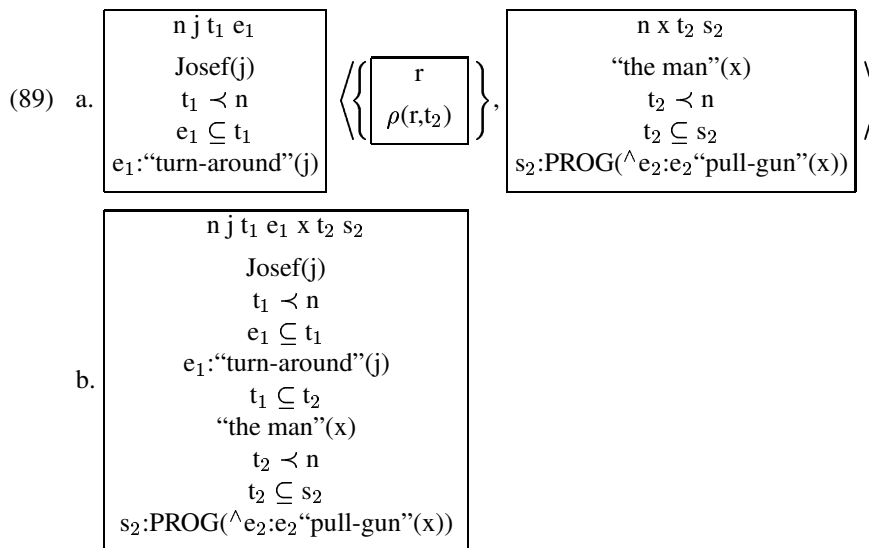 (89) a.
n j t₁ e₁
Josef(j)
t₁ ≺ n
e₁ ⊆ t₁
e₁:“turn-around”(j)
⟨{
r
ρ(r,t₂)
},
n x t₂ s₂
“the man”(x)
t₂ ≺ n
t₂ ⊆ s₂
s₂:PROG(^e₂:e₂“pull-gun”(x))
⟩
b.
n j t₁ e₁ x t₂ s₂
Josef(j)
t₁ ≺ n
e₁ ⊆ t₁
e₁:“turn-around”(j)
t₁ ⊆ t₂
“the man”(x)
t₂ ≺ n
t₂ ⊆ s₂
s₂:PROG(^e₂:e₂“pull-gun”(x))